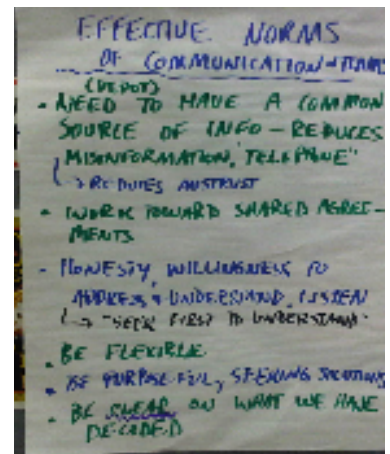 EFFECTIVE NORMS
OF COMMUNICATION - TEAMS
(DEPOT)
- NEED TO HAVE A COMMON
SOURCE OF INFO - REDUCES
MISINFORMATION, "TELEPHONE"
↳ REDUCES MISTRUST
• WORK TOWARD SHARED AGREE-
MENTS
- HONESTY, WILLINGNESS TO
ADDRESS & UNDERSTAND, LISTEN
↳ "SEEK FIRST TO UNDERSTAND"
• BE FLEXIBLE
• BE PURPOSE-FUL, SEEKING SOLUTIONS
• BE CLEAR ON WHAT WE HAVE
DECIDED